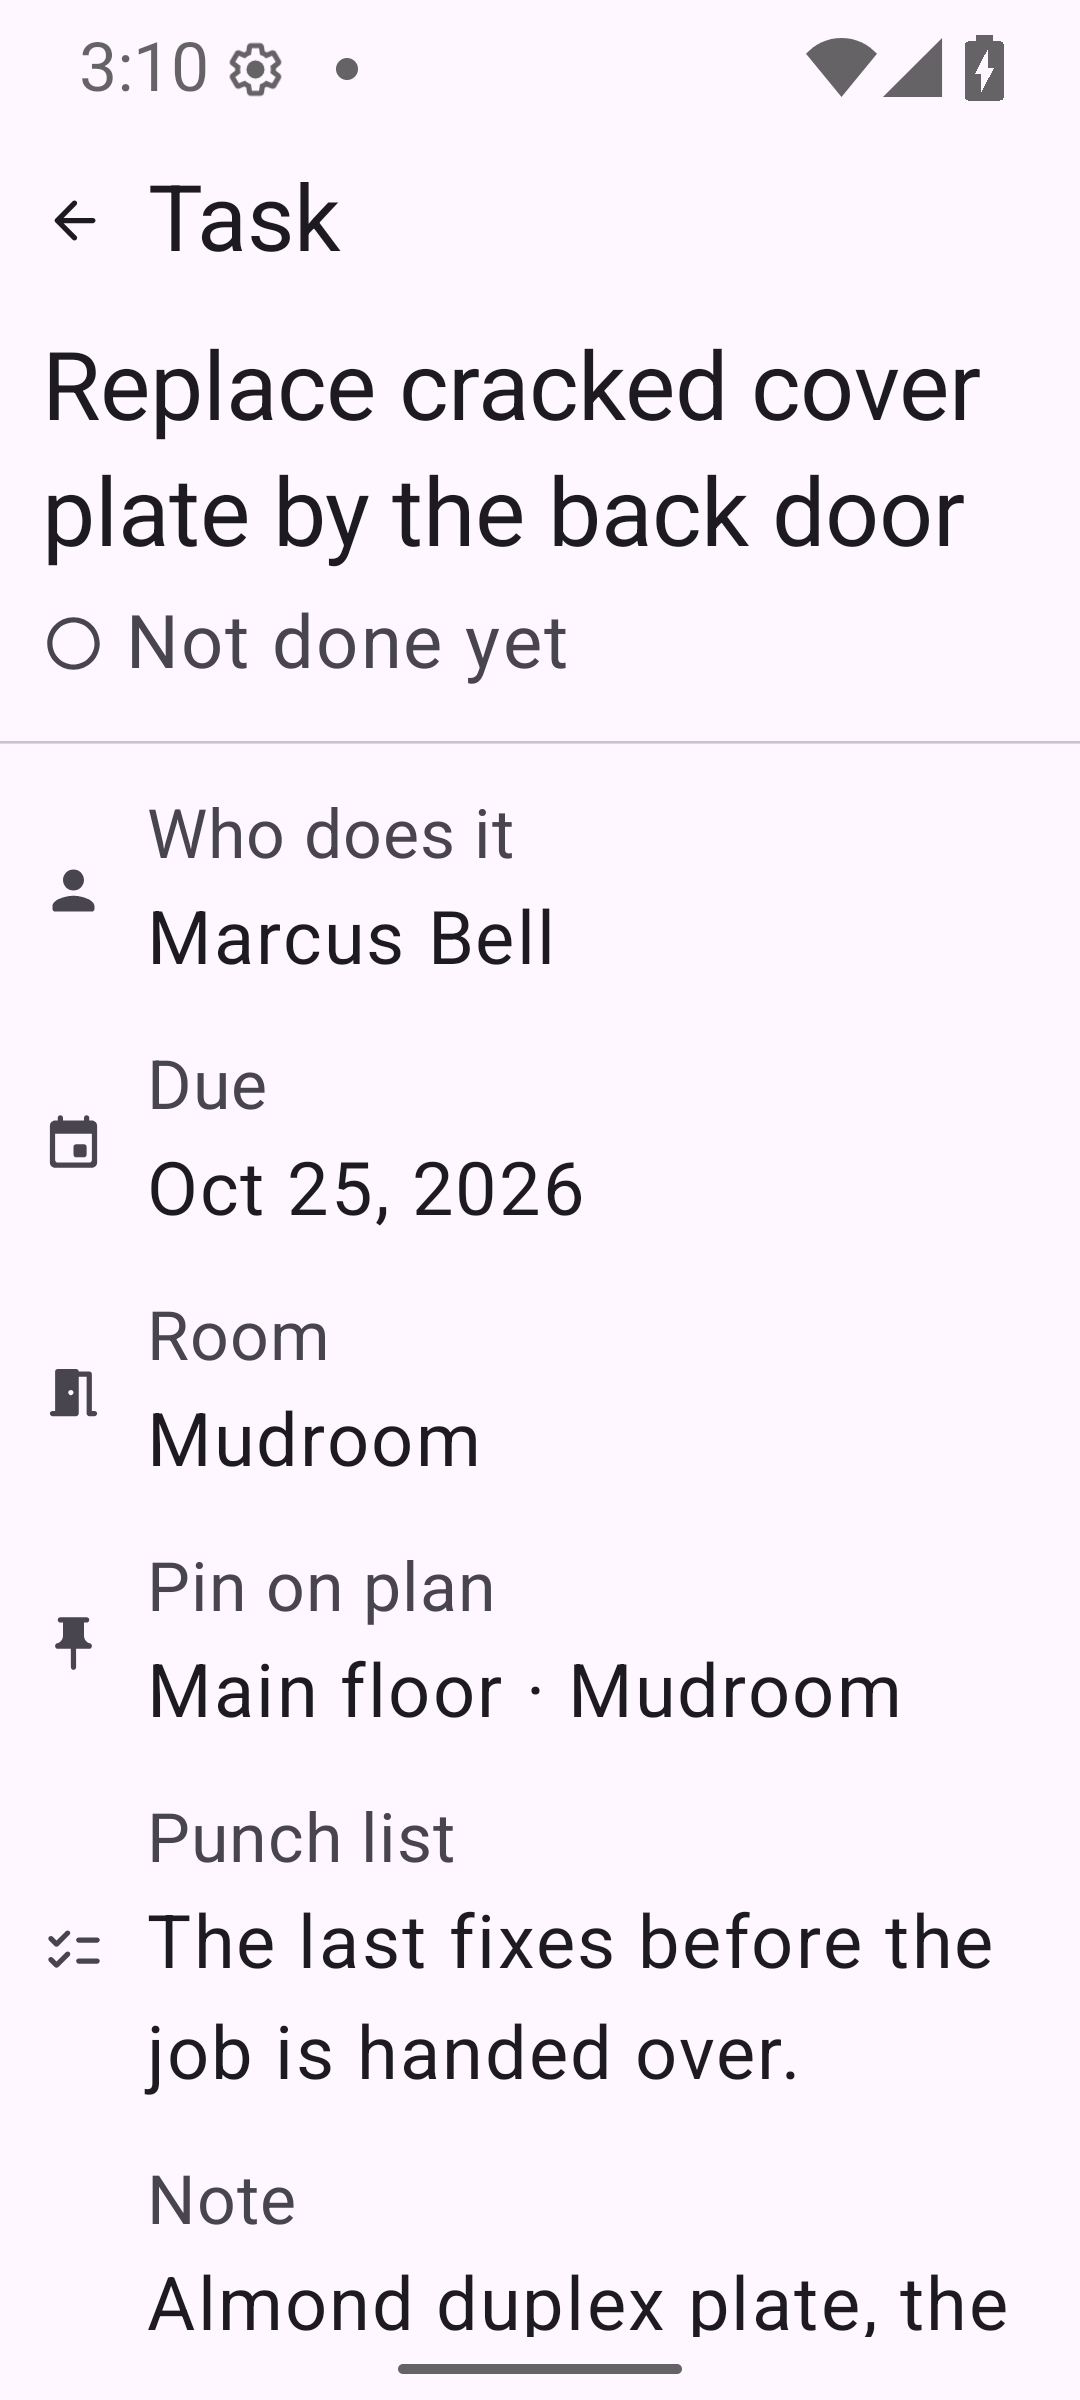 3:10
Task
Replace cracked cover
plate by the back door
Not done yet
Who does it
Marcus Bell
Due
Oct 25, 2026
Room
Mudroom
Pin on plan
Main floor · Mudroom
Punch list
The last fixes before the
job is handed over.
Note
Almond duplex plate, the